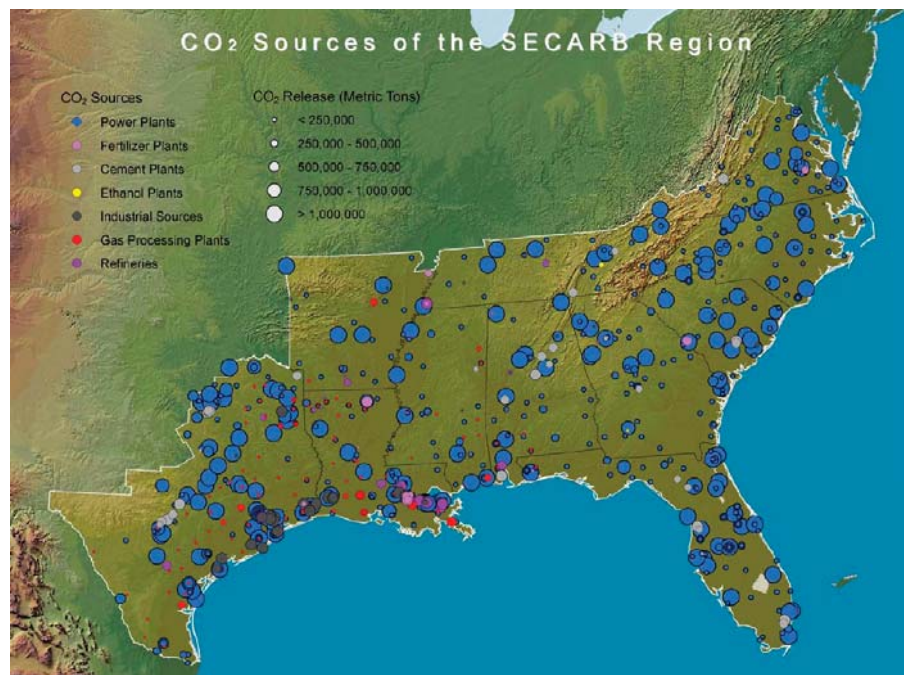 CO₂ Sources of the SECARB Region
CO₂ Sources
Power Plants
Fertilizer Plants
Cement Plants
Ethanol Plants
Industrial Sources
Gas Processing Plants
Refineries
CO₂ Release (Metric Tons)
< 250,000
250,000 - 500,000
500,000 - 750,000
750,000 - 1,000,000
> 1,000,000